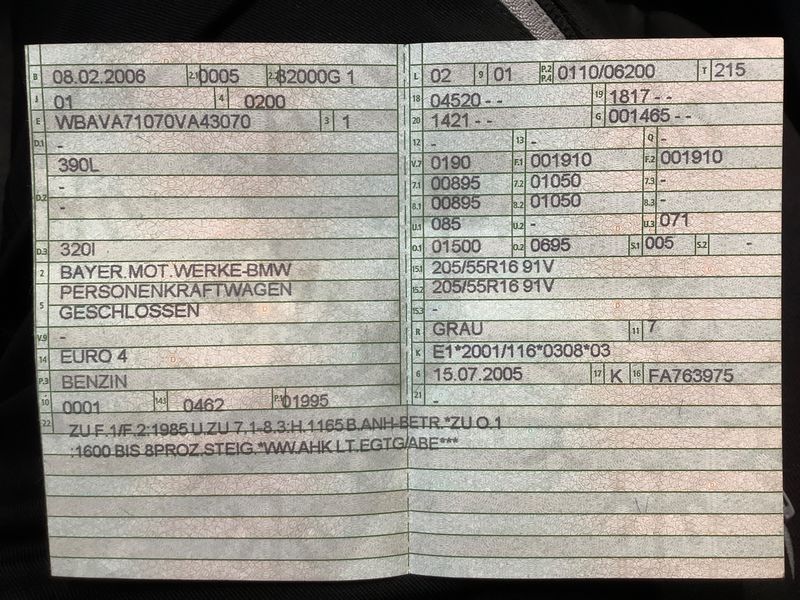 B 08.02.2006 2.1 0005 2.2 82000G 1
J 01 4 0200
E WBAVA71070VA43070 3 1
D.1 -
390L
D.2 -
-
D.3 320I
2 BAYER.MOT.WERKE-BMW
5 PERSONENKRAFTWAGEN
GESCHLOSSEN
V.9 -
14 EURO 4
P.3 BENZIN
10 0001 14.1 0462 P.1 01995
22 ZU F.1/F.2:1985.U.ZU 7.1-8.3:H.1165 B.ANH-BETR.*ZU O.1
:1600 BIS 8PROZ.STEIG.*WW.AHK LT.EGTG/ABE***
L 02 9 01 P.2 P.4 0110/06200 T 215
18 04520 - - 19 1817 - -
20 1421 - - G 001465 - -
12 - 13 - Q -
V.7 0190 F.1 001910 F.2 001910
7.1 00895 7.2 01050 7.3 -
8.1 00895 8.2 01050 8.3 -
U.1 085 U.2 - U.3 071
O.1 01500 O.2 0695 S.1 005 S.2 -
15.1 205/55R16 91V
15.2 205/55R16 91V
15.3 -
R GRAU 11 7
K E1*2001/116*0308*03
6 15.07.2005 17 K 16 FA763975
21 -